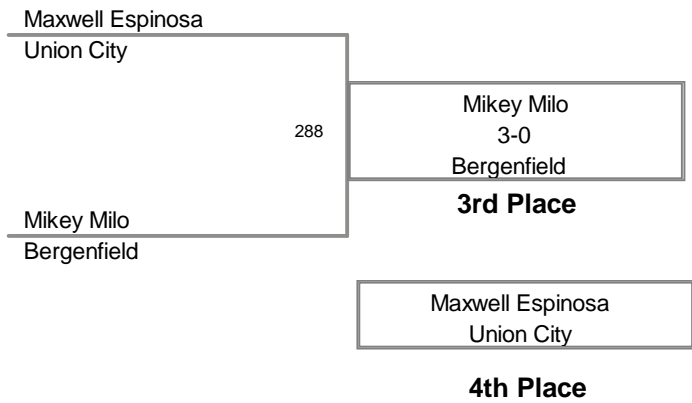 Maxwell Espinosa
Union City
288
Mikey Milo
3-0
Bergenfield
3rd Place
Mikey Milo
Bergenfield
Maxwell Espinosa
Union City
4th Place